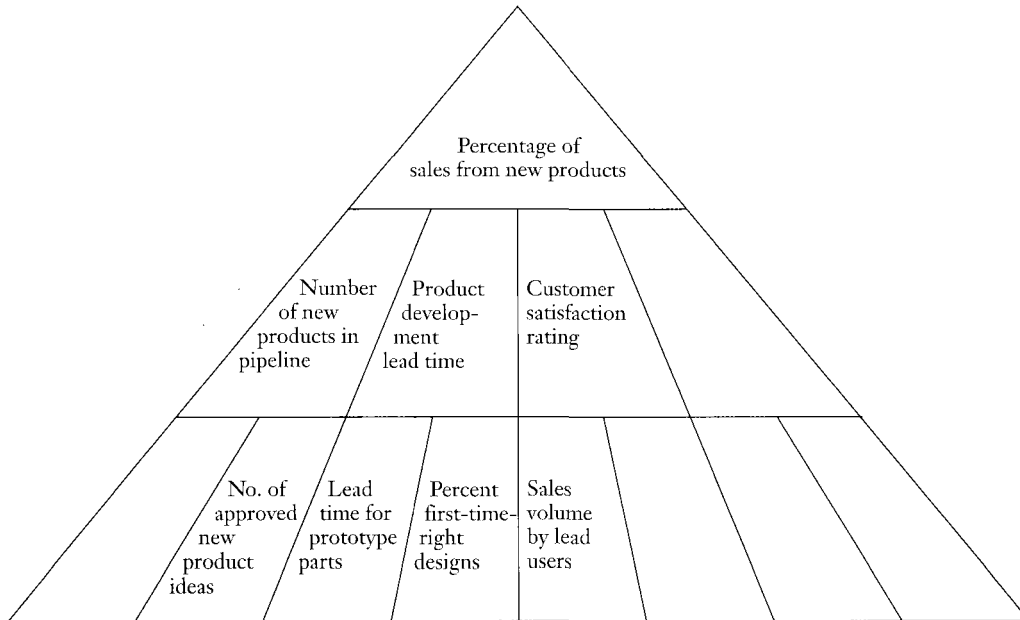 Percentage of
sales from new products
Number
of new
products in
pipeline
Product
develop-
ment
lead time
Customer
satisfaction
rating
No. of
approved
new
product
ideas
Lead
time for
prototype
parts
Percent
first-time-
right
designs
Sales
volume
by lead
users